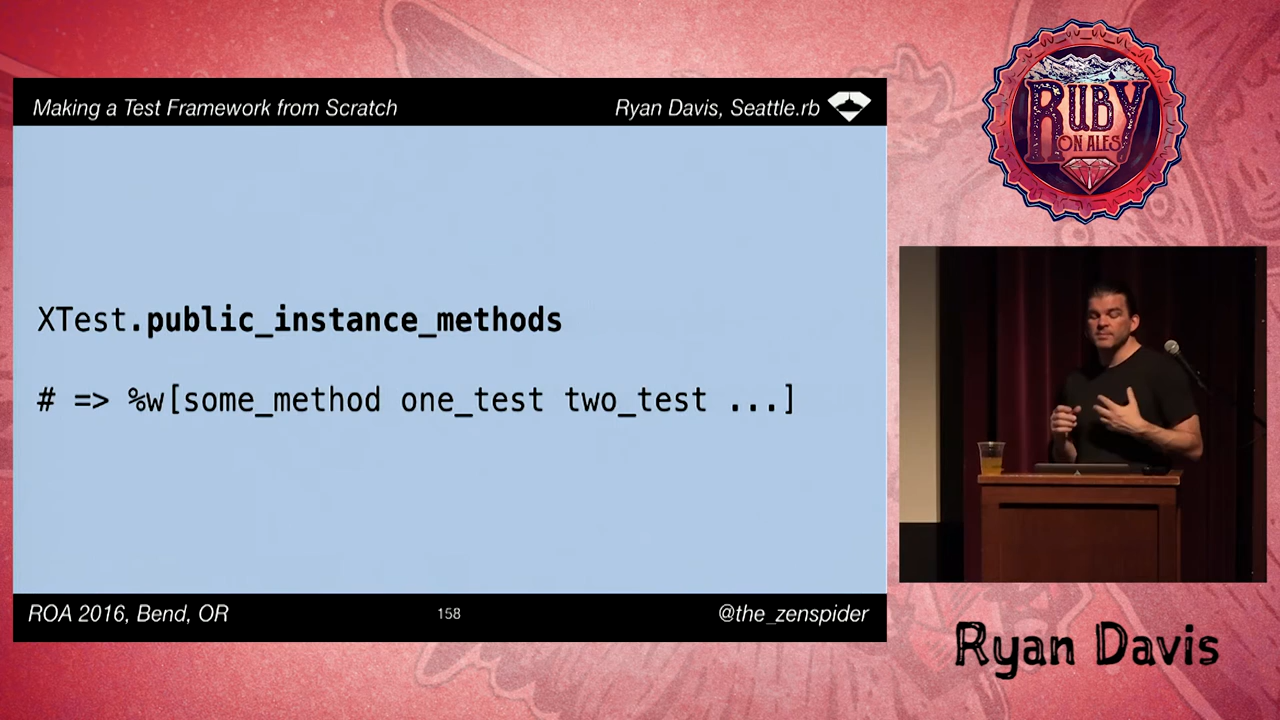 Making a Test Framework from Scratch
Ryan Davis, Seattle.rb
XTest.public_instance_methods
# => %w[some_method one_test two_test ...]
ROA 2016, Bend, OR
158
@the_zenspider
RUBY
ON ALES
Ryan Davis